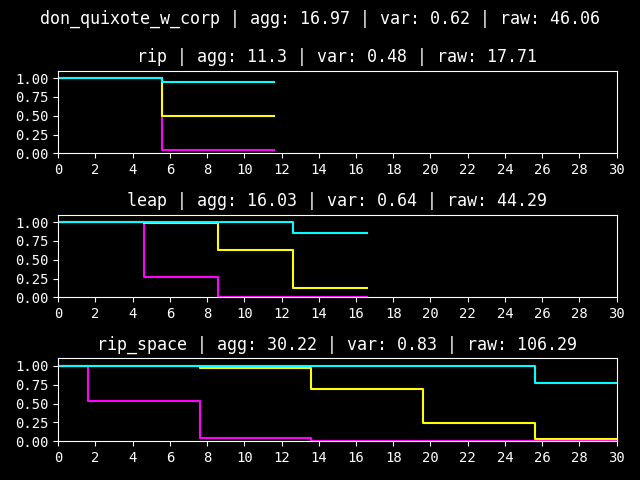 don_quixote_w_corp | agg: 16.97 | var: 0.62 | raw: 46.06
rip | agg: 11.3 | var: 0.48 | raw: 17.71
1.00
0.75
0.50
0.25
0.00
0 2 4 6 8 10 12 14 16 18 20 22 24 26 28 30
leap | agg: 16.03 | var: 0.64 | raw: 44.29
1.00
0.75
0.50
0.25
0.00
0 2 4 6 8 10 12 14 16 18 20 22 24 26 28 30
rip_space | agg: 30.22 | var: 0.83 | raw: 106.29
1.00
0.75
0.50
0.25
0.00
0 2 4 6 8 10 12 14 16 18 20 22 24 26 28 30